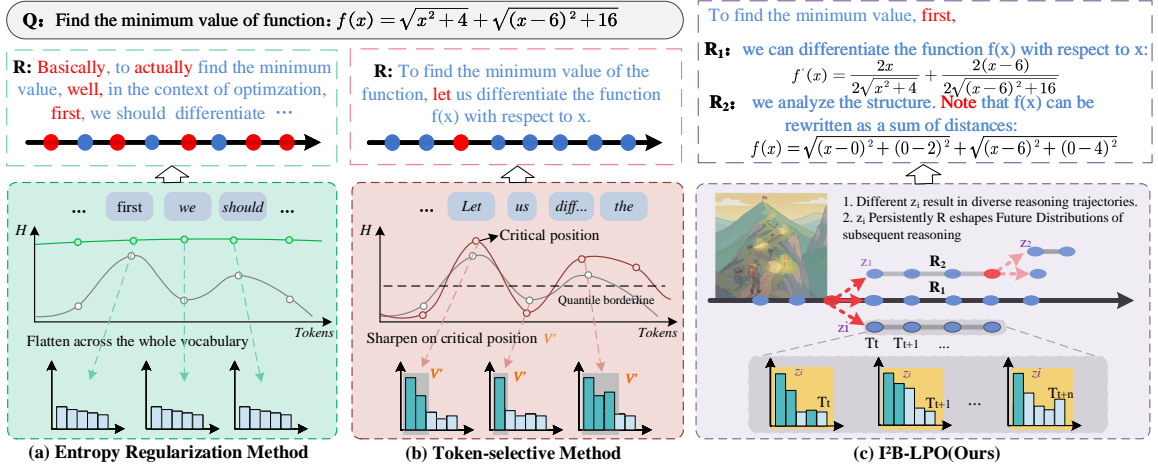 Q: Find the minimum value of function: f(x) = √(x² + 4) + √((x−6)² + 16)
R: Basically, to actually find the minimum
value, well, in the context of optimzation,
first, we should differentiate ···
... first we should ...
H
Tokens
Flatten across the whole vocabulary
(a) Entropy Regularization Method
R: To find the minimum value of the
function, let us differentiate the function
f(x) with respect to x.
... Let us diff... the
H
Critical position
Quantile borderline
Tokens
Sharpen on critical position V'
V' V' V'
(b) Token-selective Method
To find the minimum value, first,
R₁: we can differentiate the function f(x) with respect to x:
f'(x) = 2x / (2√(x² + 4)) + 2(x−6) / (2√((x−6)² + 16))
R₂: we analyze the structure. Note that f(x) can be
rewritten as a sum of distances:
f(x) = √((x−0)² + (0−2)²) + √((x−6)² + (0−4)²)
1. Different zᵢ result in diverse reasoning trajectories.
2. zᵢ Persistently R eshapes Future Distributions of
subsequent reasoning
z₁ R₂ z₂
R₁
zi
Tt Tt+1 ...
zi zi zi
Tt Tt+1 ... Tt+n
(c) I²B-LPO(Ours)